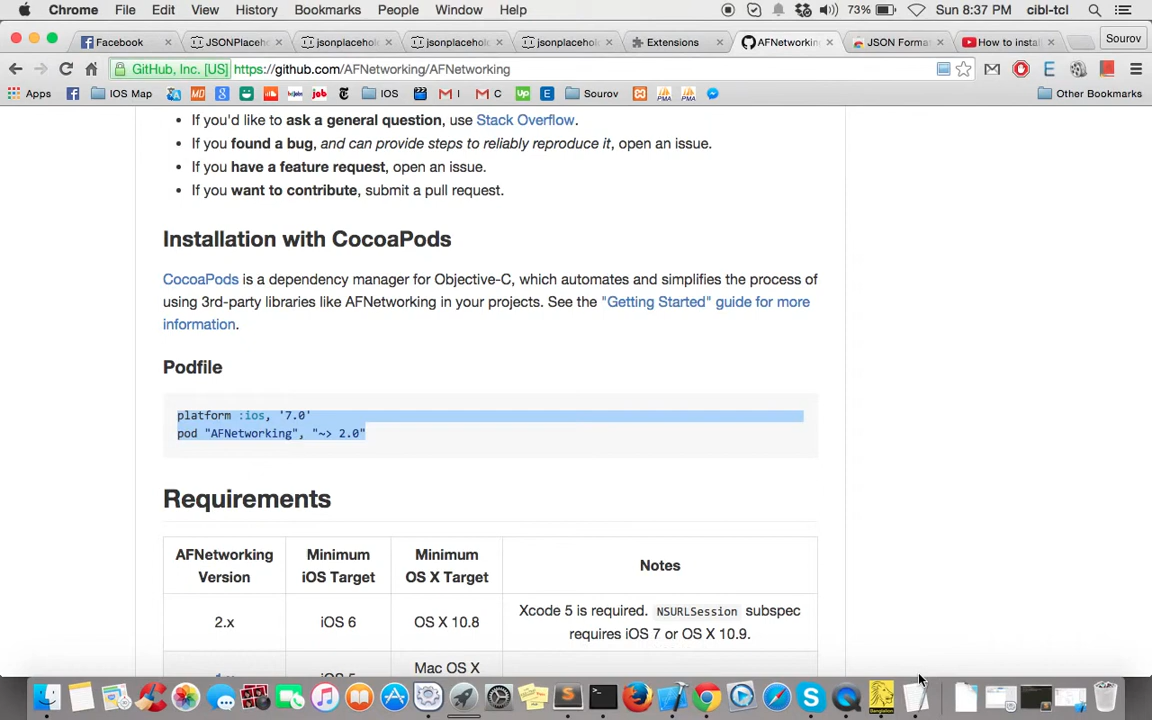 Chrome File Edit View History Bookmarks People Window Help 73% Sun 8:37 PM cibl-tcl
Facebook JSONPlaceh jsonplacehol jsonplacehol jsonplacehol Extensions AFNetworkin JSON Forma How to instal Sourov
GitHub, Inc. [US] https://github.com/AFNetworking/AFNetworking
Apps IOS Map IOS M I M C Sourov Other Bookmarks
If you'd like to ask a general question, use Stack Overflow.
If you found a bug, and can provide steps to reliably reproduce it, open an issue.
If you have a feature request, open an issue.
If you want to contribute, submit a pull request.
Installation with CocoaPods
CocoaPods is a dependency manager for Objective-C, which automates and simplifies the process of
using 3rd-party libraries like AFNetworking in your projects. See the "Getting Started" guide for more
information.
Podfile
platform :ios, '7.0'
pod "AFNetworking", "~> 2.0"
Requirements
AFNetworking Version Minimum iOS Target Minimum OS X Target Notes
2.x iOS 6 OS X 10.8 Xcode 5 is required. NSURLSession subspec
requires iOS 7 or OS X 10.9.
Mac OS X